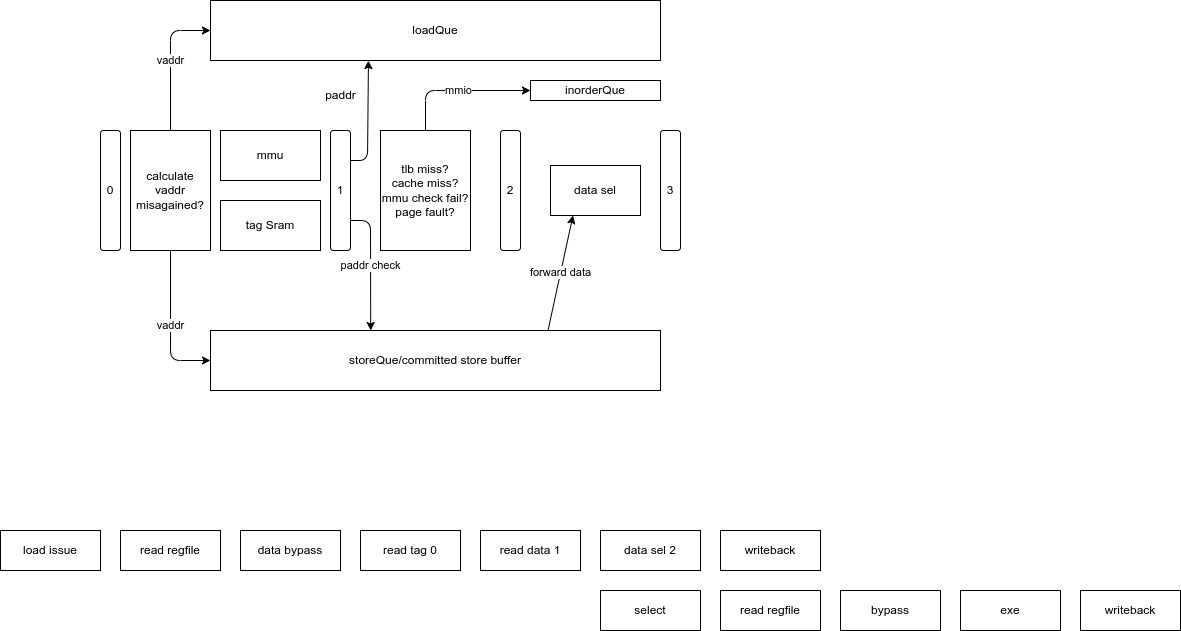 loadQue
vaddr
paddr
mmio
inorderQue
0
calculate
vaddr
misagained?
mmu
tag Sram
1
tlb miss?
cache miss?
mmu check fail?
page fault?
2
data sel
3
paddr check
forward data
vaddr
storeQue/committed store buffer
load issue
read regfile
data bypass
read tag 0
read data 1
data sel 2
writeback
select
read regfile
bypass
exe
writeback